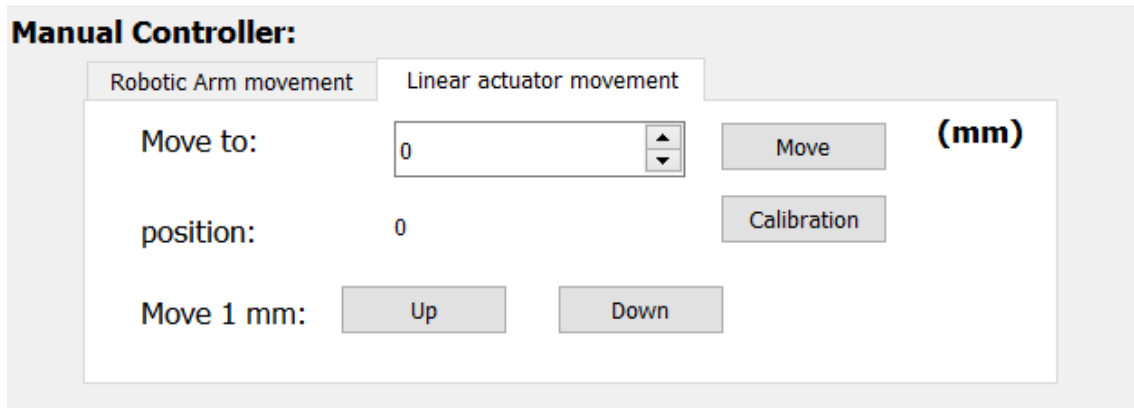 Manual Controller:
Robotic Arm movement Linear actuator movement
Move to: 0 Move (mm)
position: 0 Calibration
Move 1 mm: Up Down